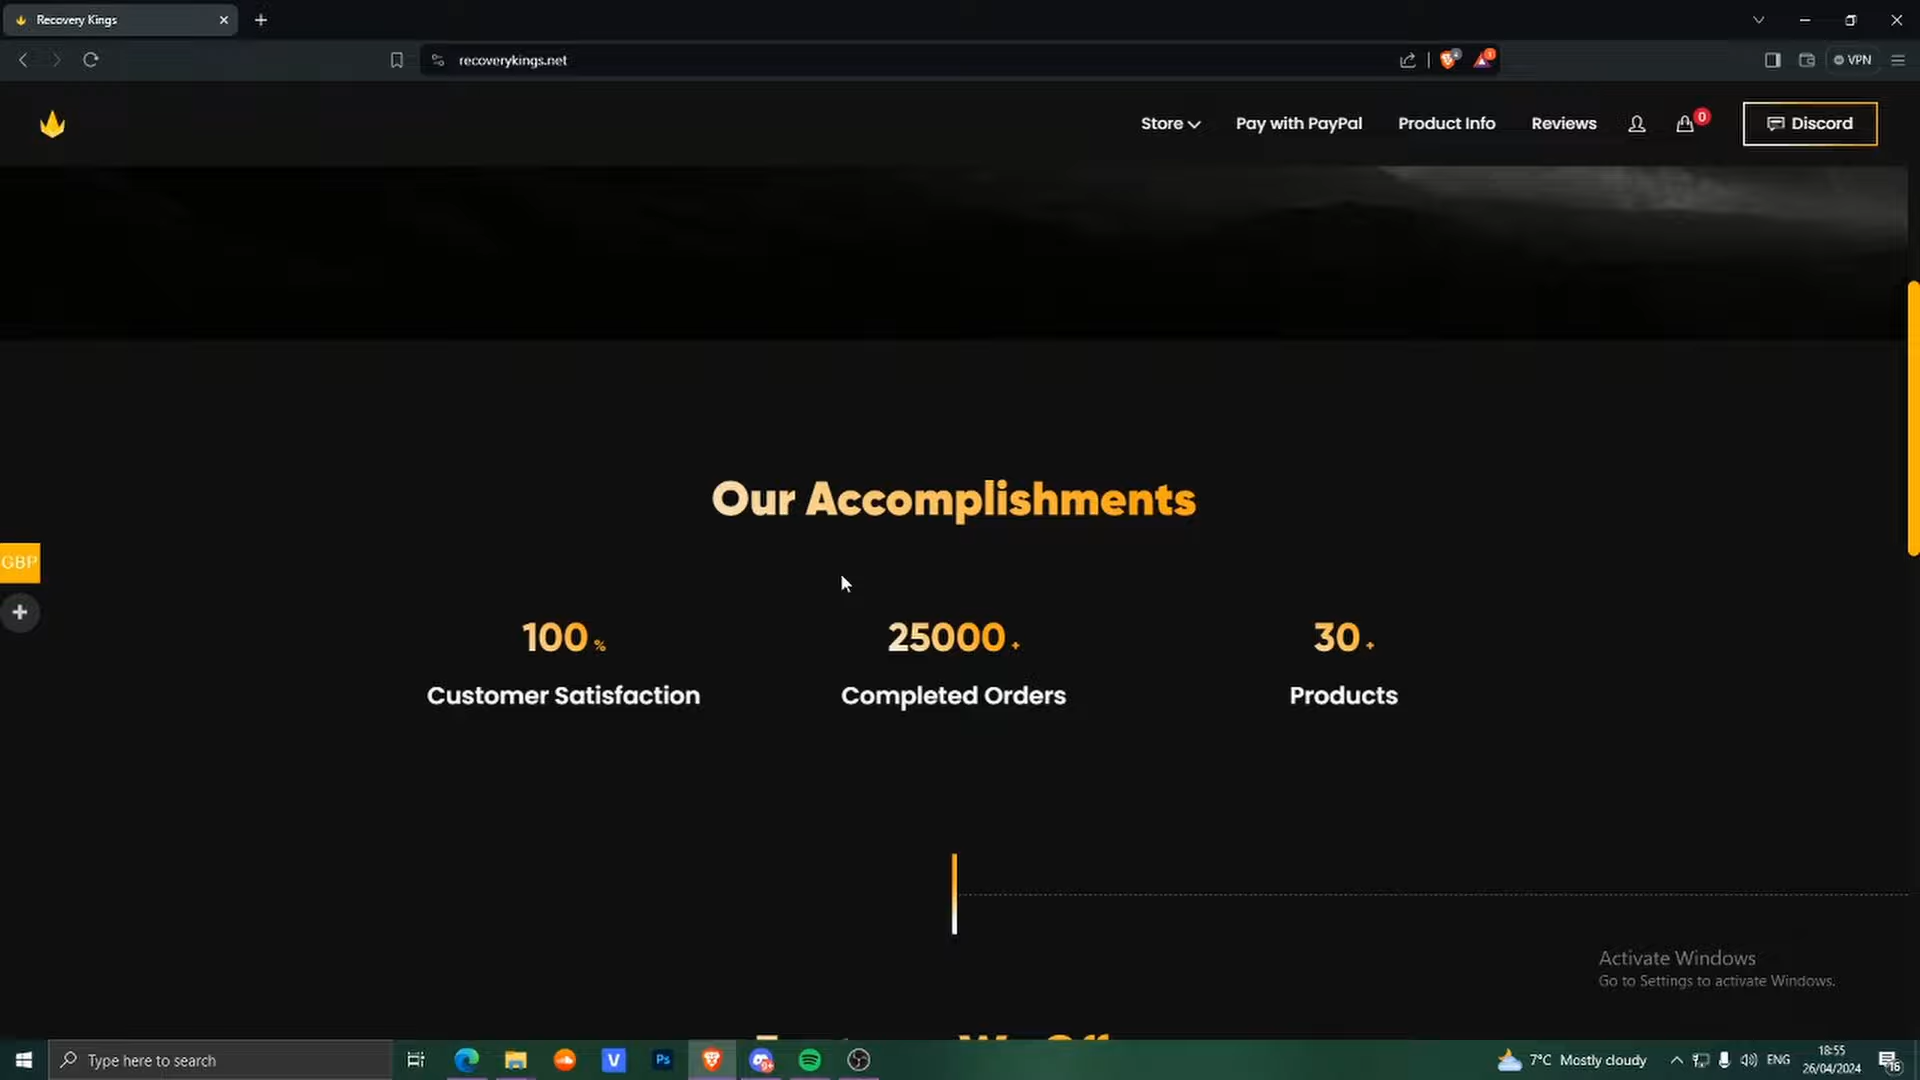 Recovery Kings
recoverykings.net
VPN
Store
Pay with PayPal
Product Info
Reviews
0
Discord
Our Accomplishments
GBP
100 %
25000 +
30 +
Customer Satisfaction
Completed Orders
Products
Activate Windows
Go to Settings to activate Windows.
Type here to search
V
Ps
7°C Mostly cloudy
ENG
18:55
26/04/2024
16